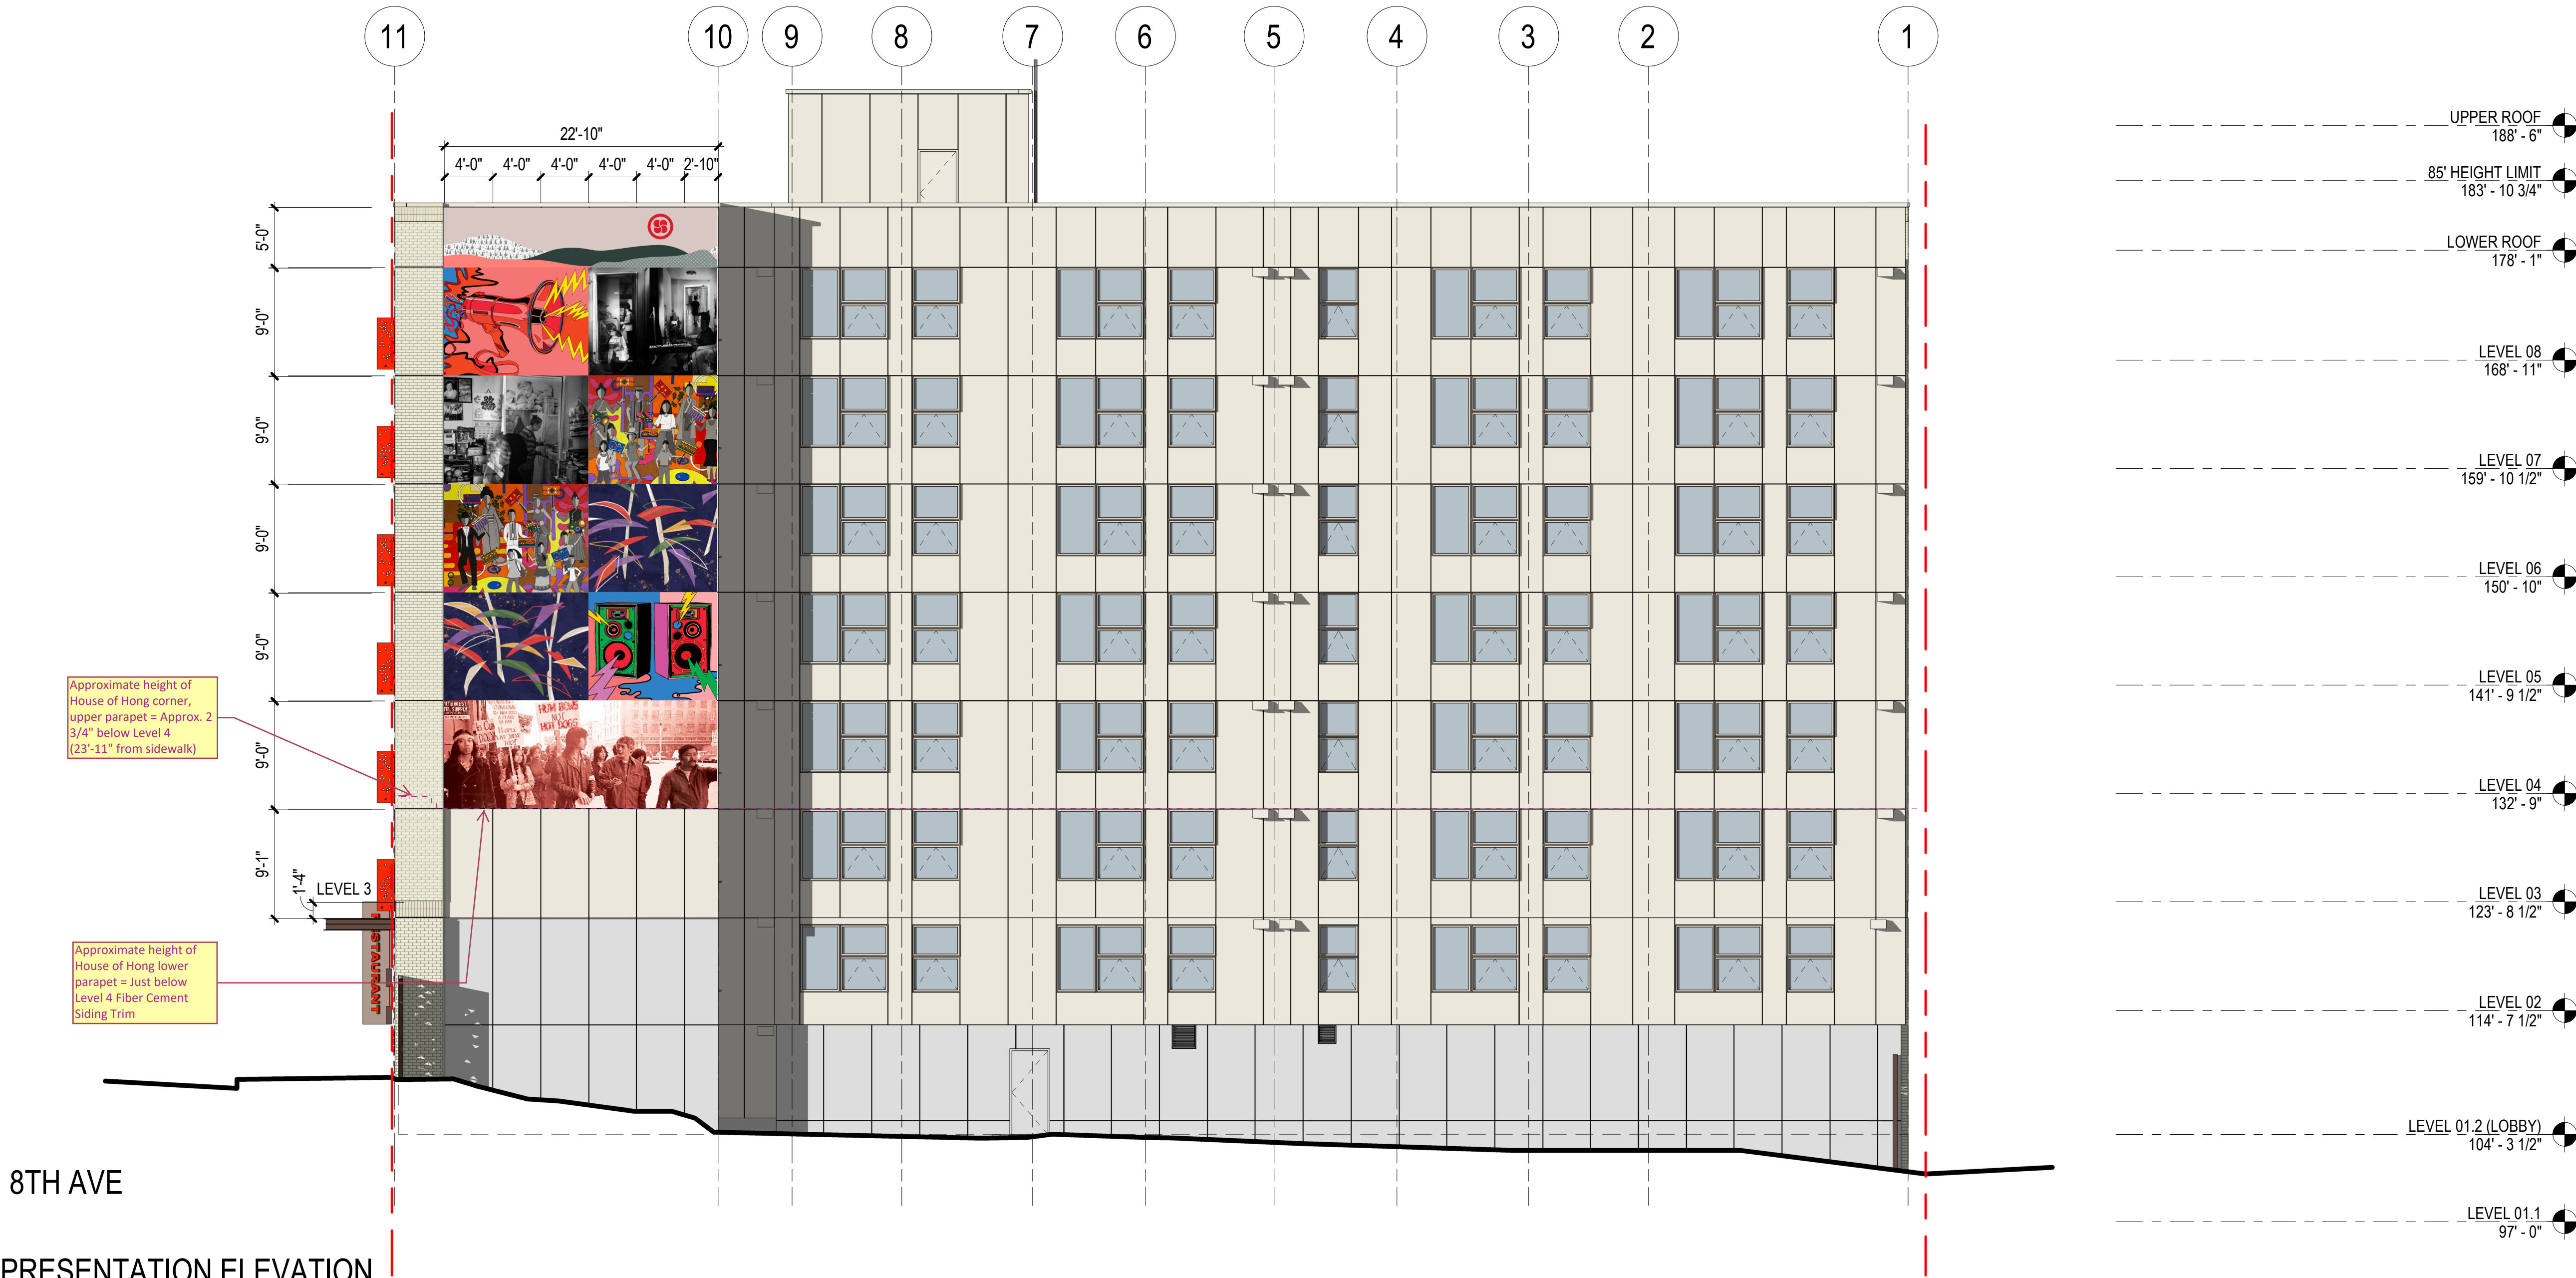 11 10 9 8 7 6 5 4 3 2 1
22'-10"
4'-0" 4'-0" 4'-0" 4'-0" 4'-0" 2'-10"
5'-0"
9'-0"
9'-0"
9'-0"
9'-0"
9'-0"
9'-1"
1'-4"
LEVEL 3
Approximate height of
House of Hong corner,
upper parapet = Approx. 2
3/4" below Level 4
(23'-11" from sidewalk)
Approximate height of
House of Hong lower
parapet = Just below
Level 4 Fiber Cement
Siding Trim
HUM BOWS
NOT
HOT DOGS
STAURANT
UPPER ROOF
188' - 6"
85' HEIGHT LIMIT
183' - 10 3/4"
LOWER ROOF
178' - 1"
LEVEL 08
168' - 11"
LEVEL 07
159' - 10 1/2"
LEVEL 06
150' - 10"
LEVEL 05
141' - 9 1/2"
LEVEL 04
132' - 9"
LEVEL 03
123' - 8 1/2"
LEVEL 02
114' - 7 1/2"
LEVEL 01.2 (LOBBY)
104' - 3 1/2"
LEVEL 01.1
97' - 0"
8TH AVE
PRESENTATION ELEVATION